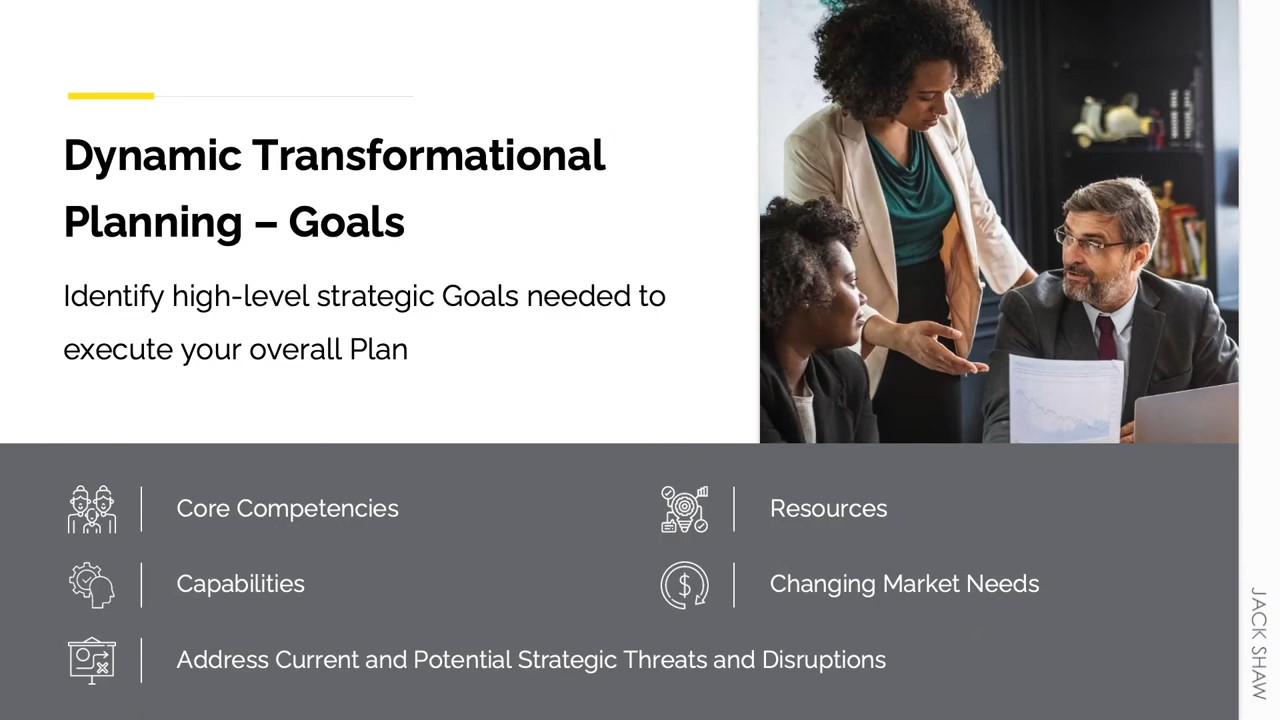 Dynamic Transformational
Planning – Goals
Identify high-level strategic Goals needed to
execute your overall Plan
Core Competencies
Resources
Capabilities
Changing Market Needs
Address Current and Potential Strategic Threats and Disruptions
JACK SHAW